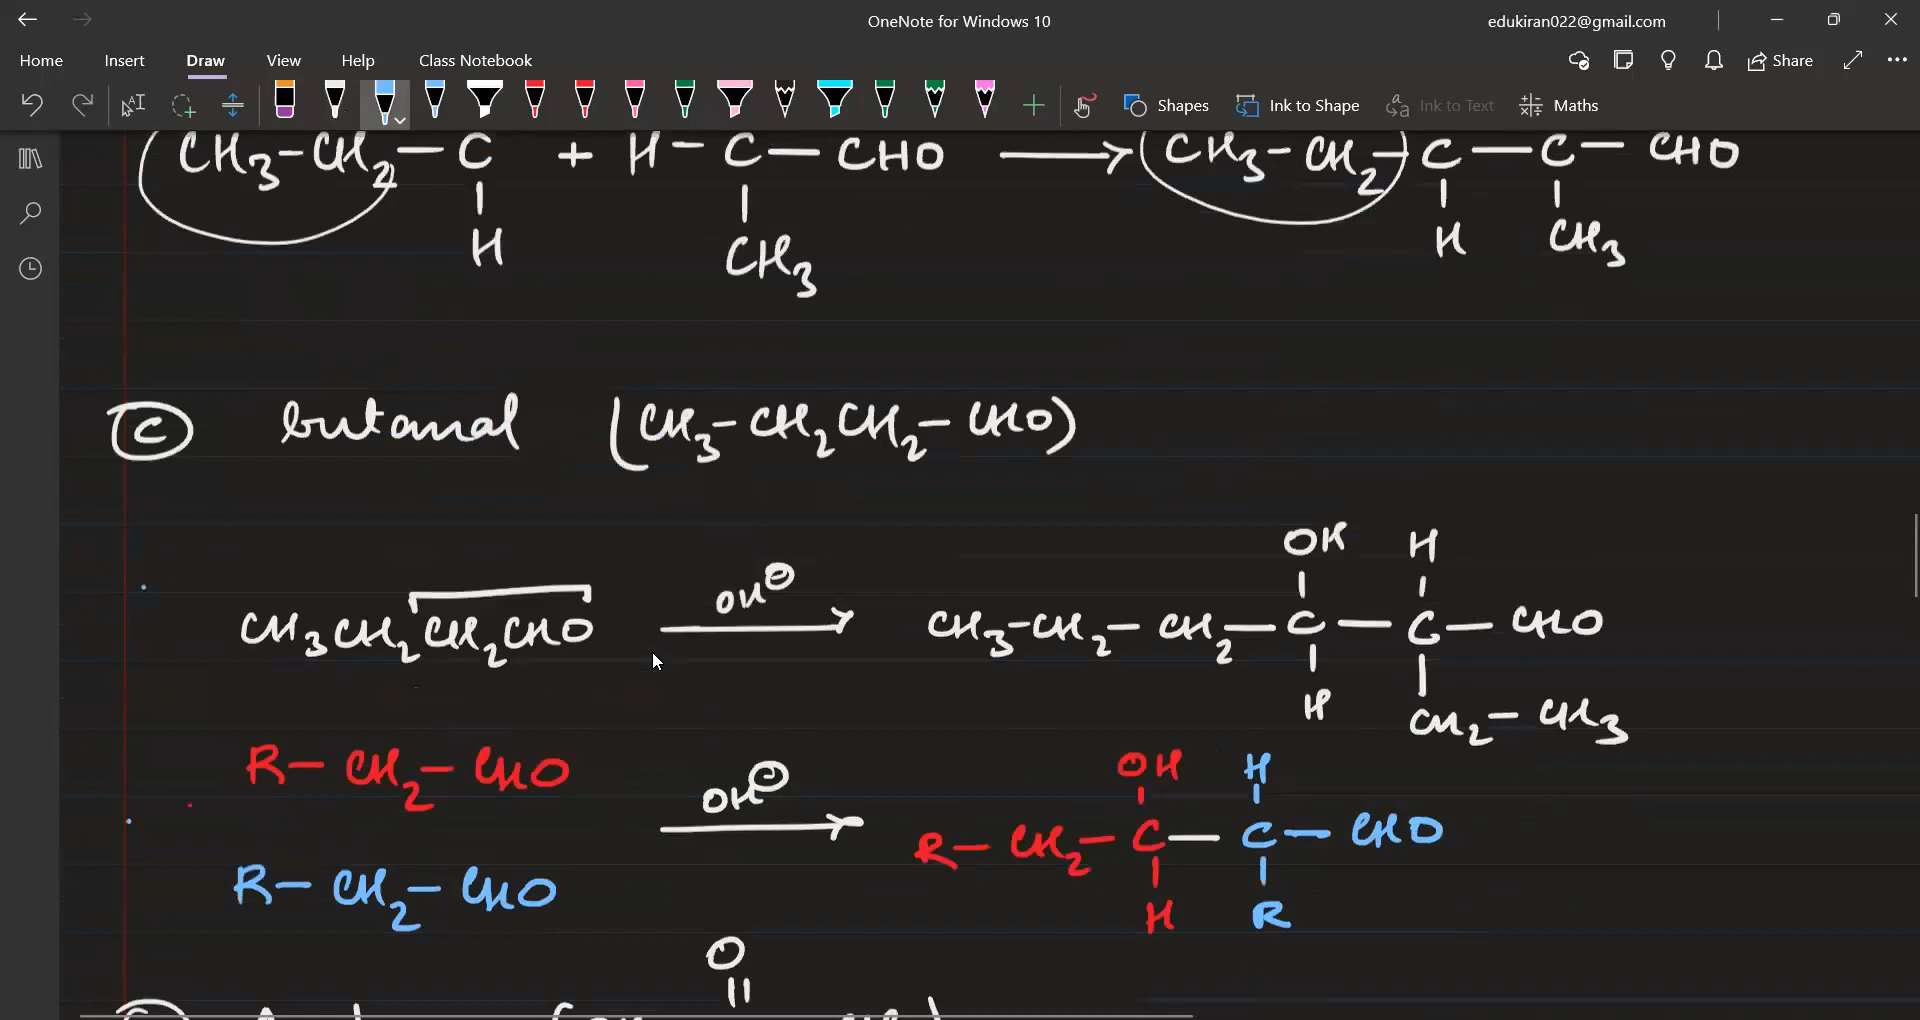 OneNote for Windows 10
edukiran022@gmail.com
Home Insert Draw View Help Class Notebook Share
Shapes Ink to Shape Ink to Text Maths
CH3-CH2-C + H-C-CHO → CH3-CH2-C-C-CHO
H CH3 H CH3
C butanal (CH3-CH2CH2-CHO)
OH H
CH3CH2CH2CHO OH⊖ → CH3-CH2-CH2-C-C-CHO
H CH2-CH3
R-CH2-CHO OH⊖ → OH H
R-CH2-C-C-CHO
R-CH2-CHO H R
O